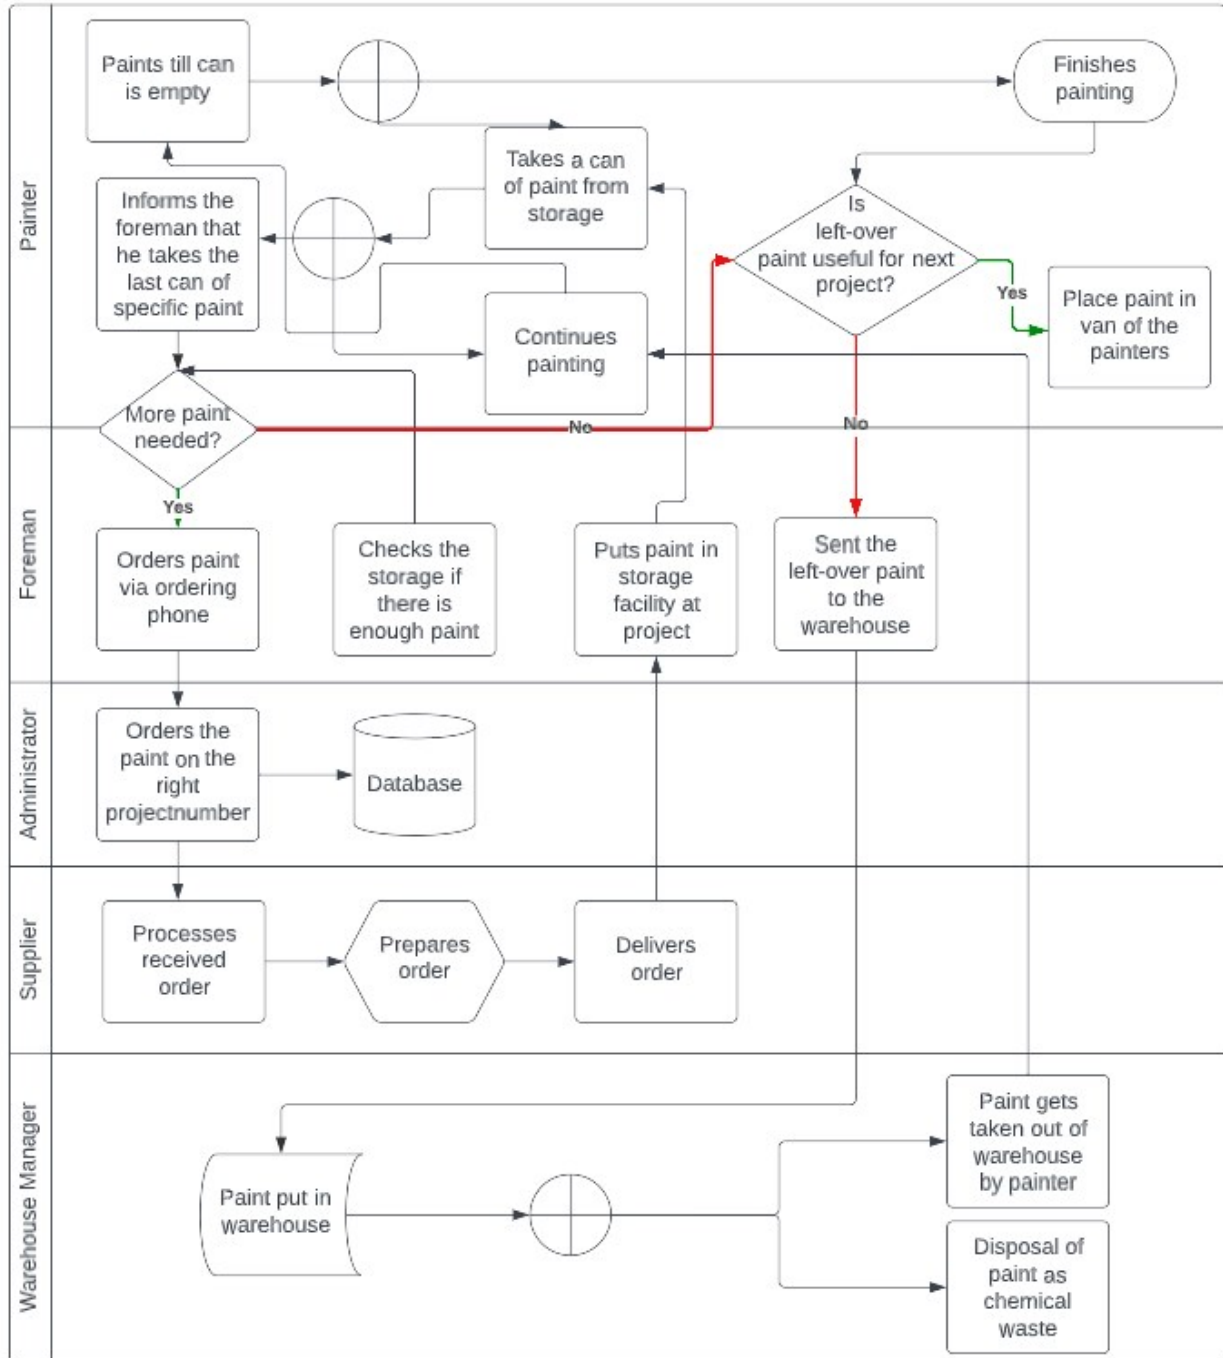 Painter
Paints till can
is empty
Finishes
painting
Takes a can
of paint from
storage
Informs the
foreman that
he takes the
last can of
specific paint
Is
left-over
paint useful for next
project?
Yes
Place paint in
van of the
painters
Continues
painting
More paint
needed?
No
No
Yes
Foreman
Orders paint
via ordering
phone
Checks the
storage if
there is
enough paint
Puts paint in
storage
facility at
project
Sent the
left-over paint
to the
warehouse
Administrator
Orders the
paint on the
right
projectnumber
Database
Supplier
Processes
received
order
Prepares
order
Delivers
order
Warehouse Manager
Paint put in
warehouse
Paint gets
taken out of
warehouse
by painter
Disposal of
paint as
chemical
waste